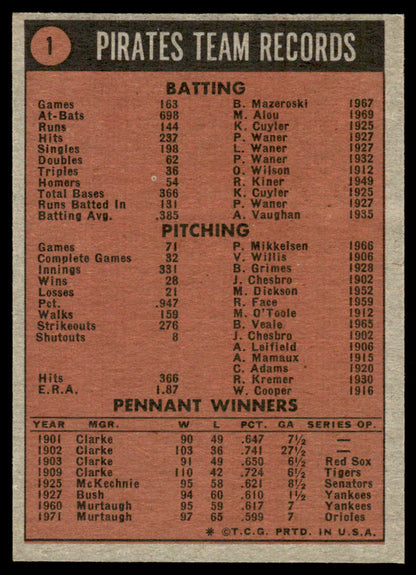 1 PIRATES TEAM RECORDS
BATTING
Games 163 B. Mazeroski 1967
At-Bats 698 M. Alou 1969
Runs 144 K. Cuyler 1925
Hits 237 P. Waner 1927
Singles 198 L. Waner 1927
Doubles 62 P. Waner 1932
Triples 36 O. Wilson 1912
Homers 54 R. Kiner 1949
Total Bases 366 K. Cuyler 1925
Runs Batted In 131 P. Waner 1927
Batting Avg. .385 A. Vaughan 1935
PITCHING
Games 71 P. Mikkelsen 1966
Complete Games 32 V. Willis 1906
Innings 331 B. Grimes 1928
Wins 28 J. Chesbro 1902
Losses 21 M. Dickson 1952
Pct. .947 R. Face 1959
Walks 159 M. O'Toole 1912
Strikeouts 276 B. Veale 1965
Shutouts 8 J. Chesbro 1902
A. Leifield 1906
A. Mamaux 1915
C. Adams 1920
Hits 366 R. Kremer 1930
E.R.A. 1.87 W. Cooper 1916
PENNANT WINNERS
YEAR MGR. W L PCT. GA SERIES OP.
1901 Clarke 90 49 .647 7½ —
1902 Clarke 103 36 .741 27½ —
1903 Clarke 91 49 .650 6½ Red Sox
1909 Clarke 110 42 .724 6½ Tigers
1925 McKechnie 95 58 .621 8½ Senators
1927 Bush 94 60 .610 1½ Yankees
1960 Murtaugh 95 59 .617 7 Yankees
1971 Murtaugh 97 65 .599 7 Orioles
* ©T.C.G. PRTD. IN U.S.A.